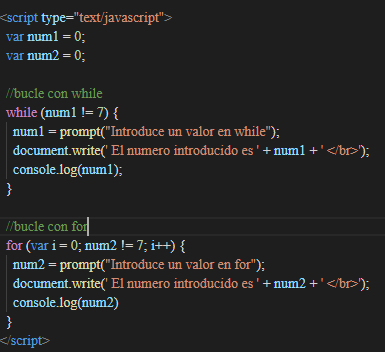 <script type="text/javascript">
var num1 = 0;
var num2 = 0;

//bucle con while
while (num1 != 7) {
num1 = prompt("Introduce un valor en while");
document.write(' El numero introducido es ' + num1 + ' </br>');
console.log(num1);
}

//bucle con for
for (var i = 0; num2 != 7; i++) {
num2 = prompt("Introduce un valor en for");
document.write(' El numero introducido es ' + num2 + ' </br>');
console.log(num2)
}
</script>